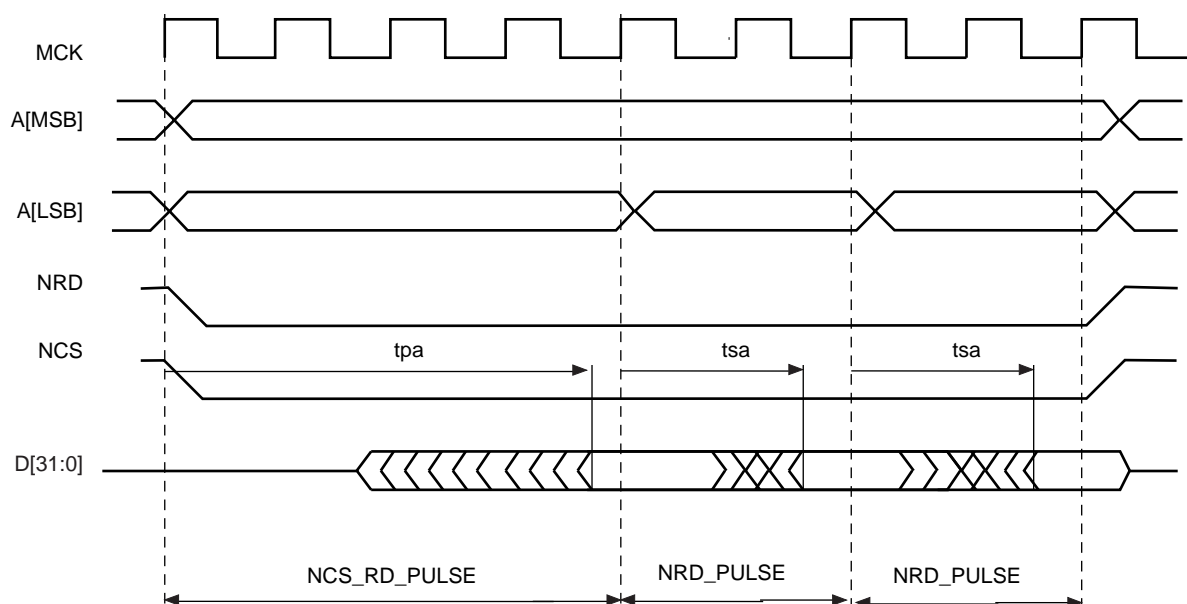 MCK
A[MSB]
A[LSB]
NRD
NCS
tpa
tsa
tsa
D[31:0]
NCS_RD_PULSE
NRD_PULSE
NRD_PULSE